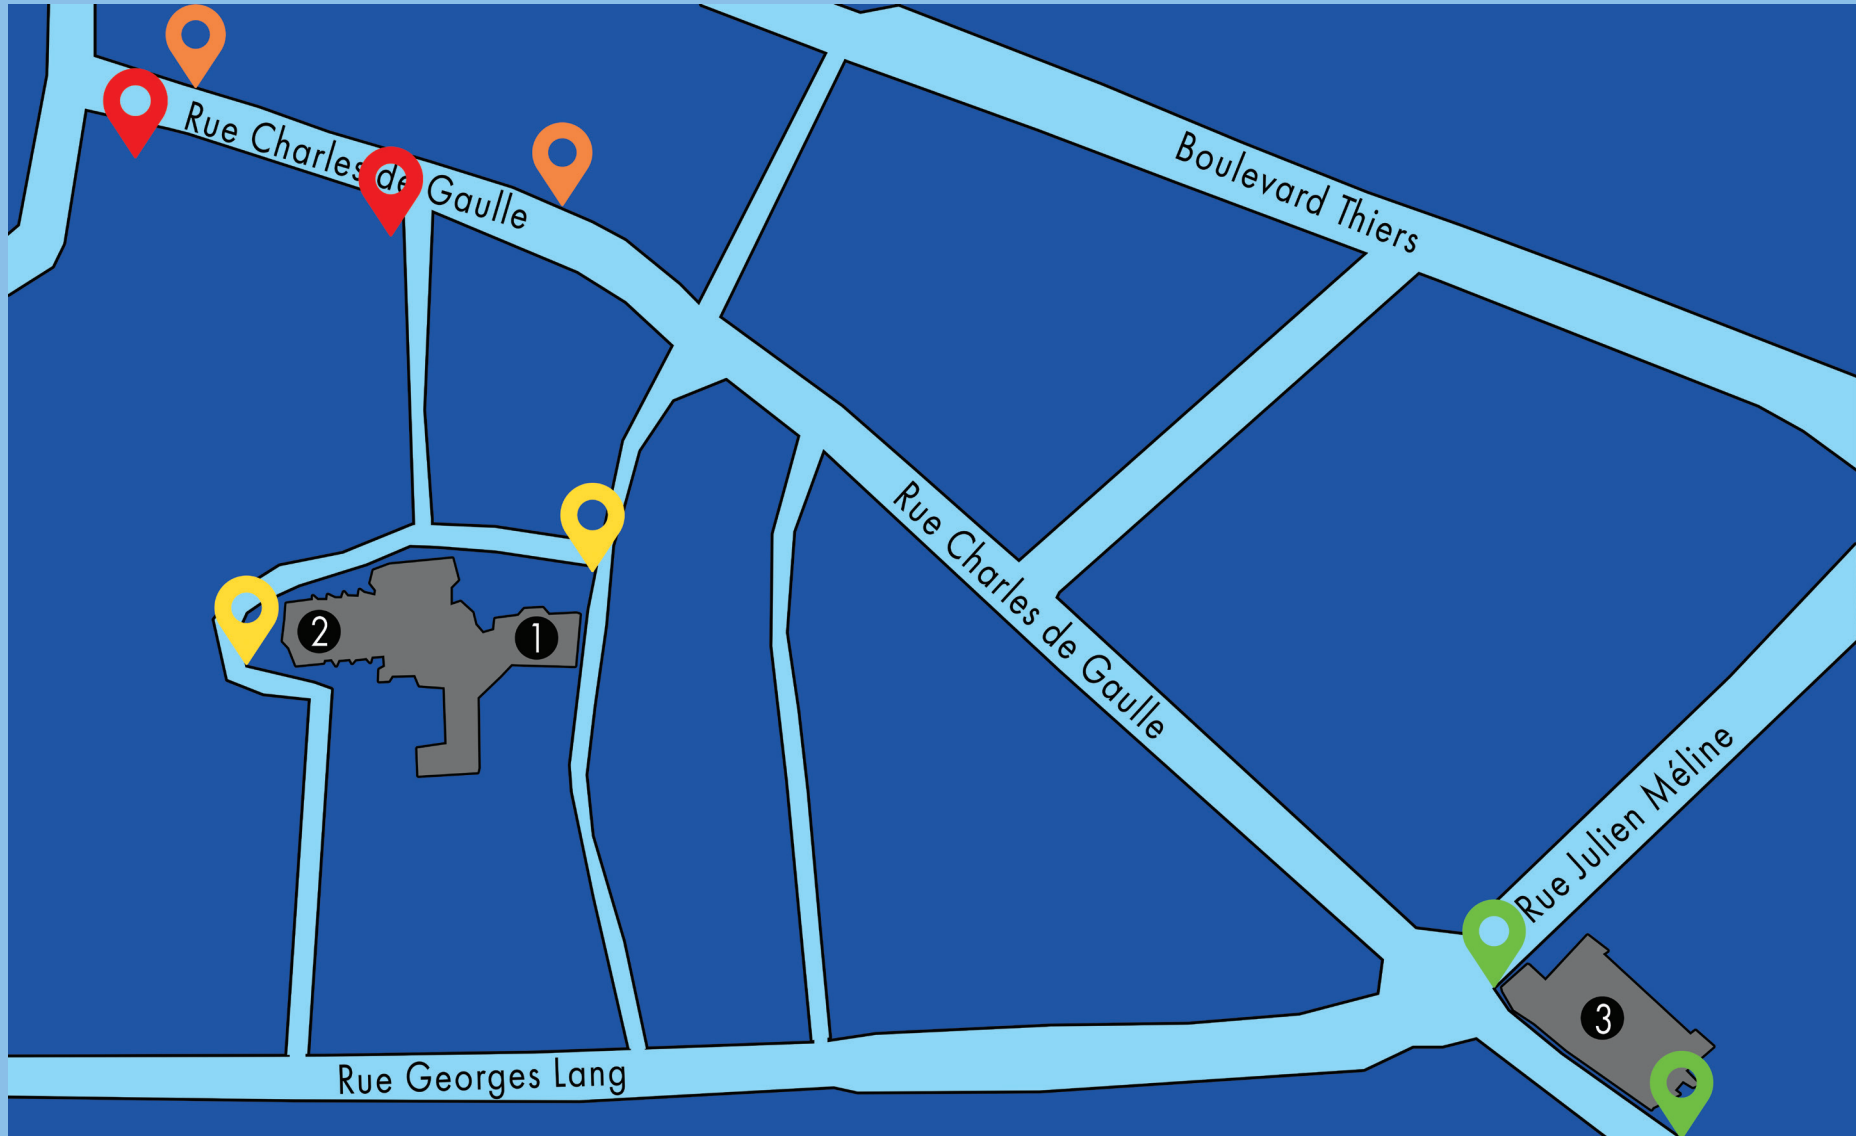 Rue Charles de Gaulle
Boulevard Thiers
Rue Charles de Gaulle
2
1
Rue Julien Méline
3
Rue Georges Lang